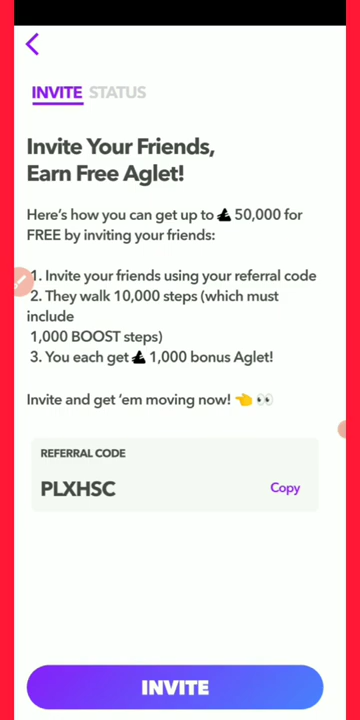 INVITE STATUS
Invite Your Friends,
Earn Free Aglet!
Here's how you can get up to 50,000 for
FREE by inviting your friends:
1. Invite your friends using your referral code
2. They walk 10,000 steps (which must
include
1,000 BOOST steps)
3. You each get 1,000 bonus Aglet!
Invite and get ‘em moving now! 👈 👀
REFERRAL CODE
PLXHSC Copy
INVITE